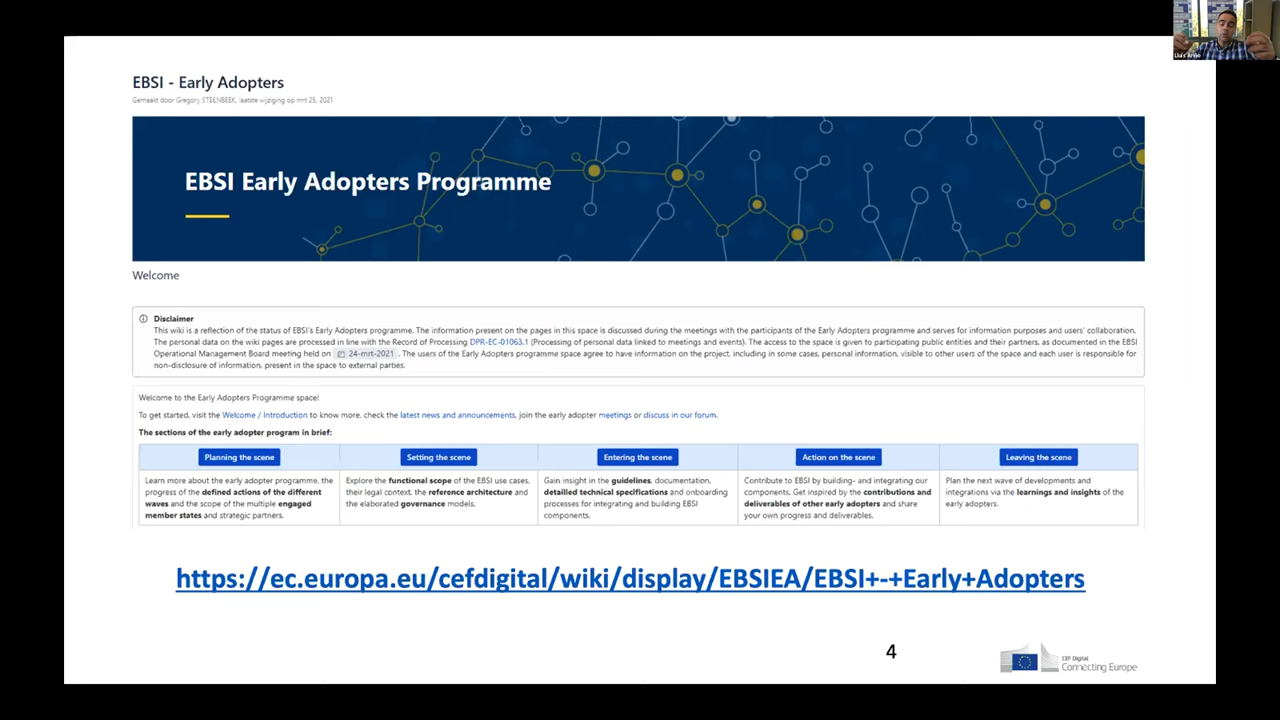 EBSI - Early Adopters
Gemaakt door Gregory STEENBEEK, laatste wijziging op mrt 25, 2021
EBSI Early Adopters Programme
Welcome
Disclaimer
This wiki is a reflection of the status of EBSI's Early Adopters programme. The information present on the pages in this space is discussed during the meetings with the participants of the Early Adopters programme and serves for information purposes and users' collaboration.
The personal data on the wiki pages are processed in line with the Record of Processing DPR-EC-01063.1 (Processing of personal data linked to meetings and events). The access to the space is given to participating public entities and their partners, as documented in the EBSI
Operational Management Board meeting held on 24-mrt-2021 . The users of the Early Adopters programme space agree to have information on the project, including in some cases, personal information, visible to other users of the space and each user is responsible for
non-disclosure of information, present in the space to external parties.
Welcome to the Early Adopters Programme space!
To get started, visit the Welcome / Introduction to know more, check the latest news and announcements, join the early adopter meetings or discuss in our forum.
The sections of the early adopter program in brief:
Planning the scene
Learn more about the early adopter programme, the
progress of the defined actions of the different
waves and the scope of the multiple engaged
member states and strategic partners.
Setting the scene
Explore the functional scope of the EBSI use cases,
their legal context, the reference architecture and
the elaborated governance models.
Entering the scene
Gain insight in the guidelines, documentation,
detailed technical specifications and onboarding
processes for integrating and building EBSI
components.
Action on the scene
Contribute to EBSI by building- and integrating our
components. Get inspired by the contributions and
deliverables of other early adopters and share
your own progress and deliverables.
Leaving the scene
Plan the next wave of developments and
integrations via the learnings and insights of the
early adopters.
https://ec.europa.eu/cefdigital/wiki/display/EBSIEA/EBSI+-+Early+Adopters
4
CEF Digital
Connecting Europe